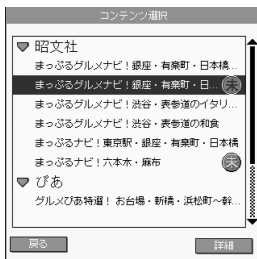 コンテンツ選択
昭文社
まっぷるグルメナビ!銀座・有楽町・日本橋...
まっぷるグルメナビ!銀座・有楽町・日... 未
まっぷるグルメナビ!渋谷・表参道のイタリ...
まっぷるグルメナビ!渋谷・表参道の和食
まっぷるナビ!東京駅・銀座・有楽町・日本橋
まっぷるナビ!六本木・麻布 未
ぴあ
グルメぴあ特選! お台場・新橋・浜松町~幹...
戻る 詳細